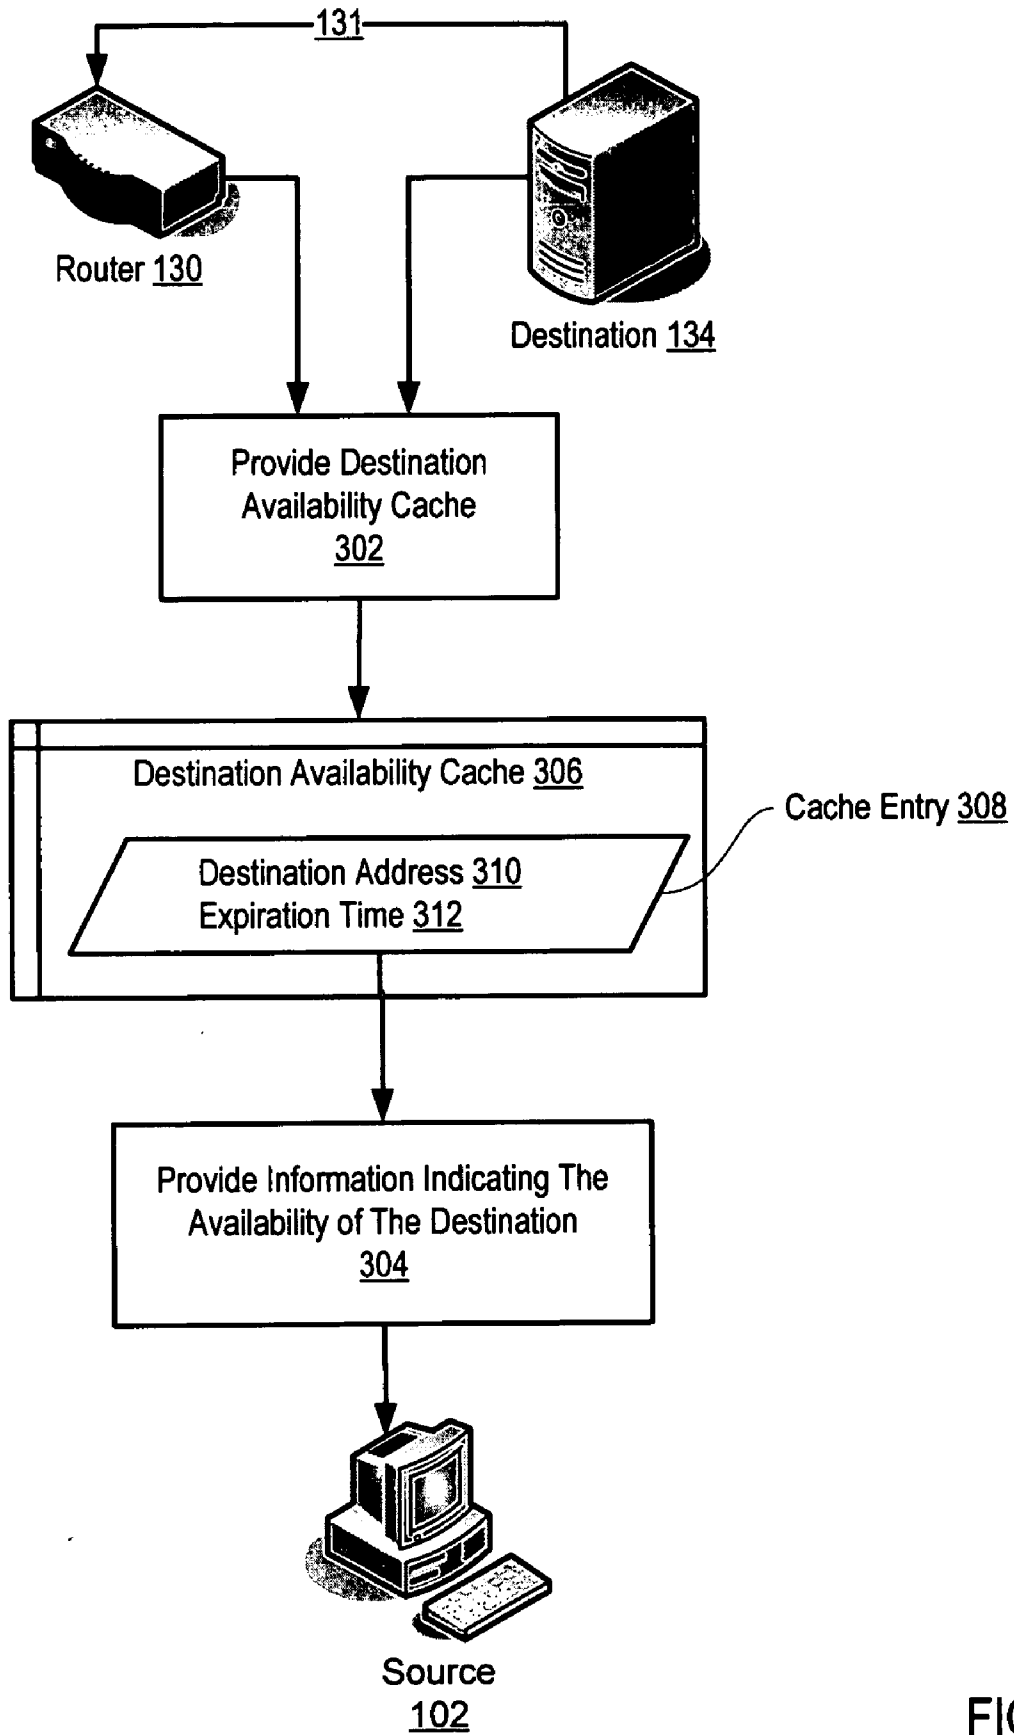 131
Router 130
Destination 134
Provide Destination
Availability Cache
302
Destination Availability Cache 306
Cache Entry 308
Destination Address 310
Expiration Time 312
Provide Information Indicating The
Availability of The Destination
304
Source
102